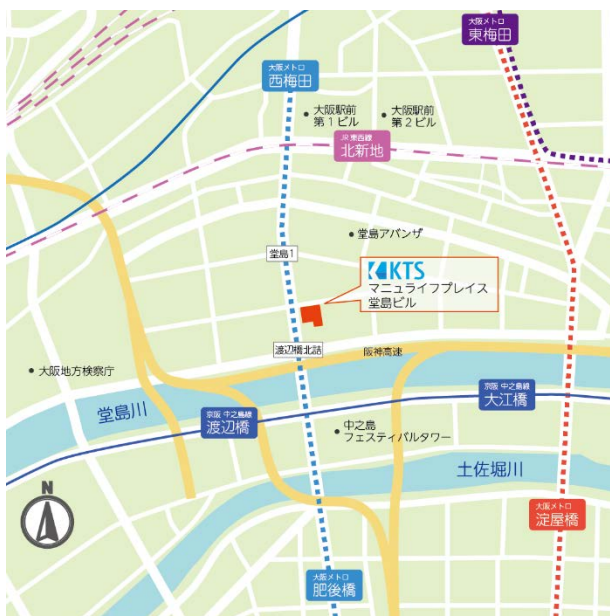 大阪メトロ
東梅田
大阪メトロ
西梅田
大阪駅前
第1ビル
大阪駅前
第2ビル
JR 東西線
北新地
堂島アバンザ
堂島1
KTS
マニュライフプレイス
堂島ビル
渡辺橋北詰
阪神高速
大阪地方検察庁
京阪 中之島線
大江橋
堂島川
京阪 中之島線
渡辺橋
中之島
フェスティバルタワー
土佐堀川
N
大阪メトロ
淀屋橋
大阪メトロ
肥後橋